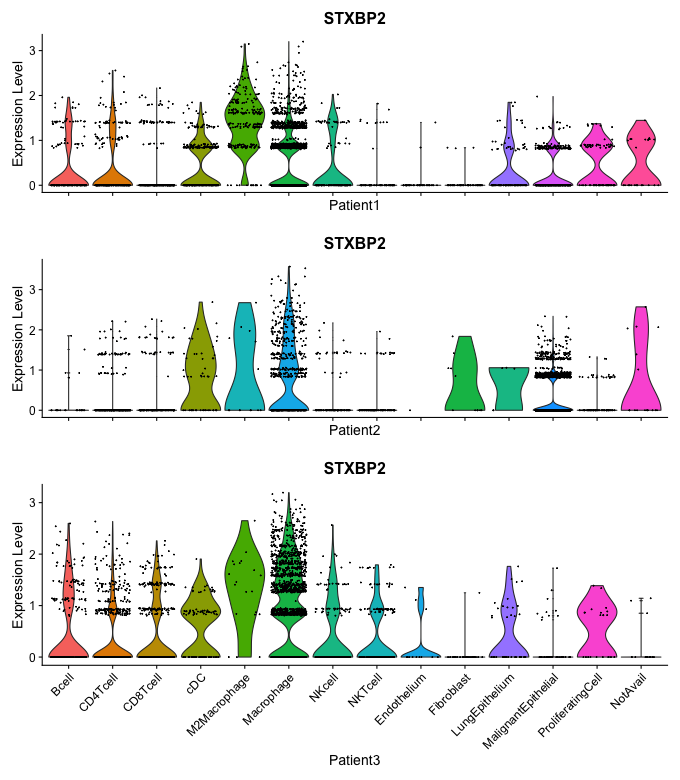 STXBP2
Expression Level
3
2
1
0
Patient1
STXBP2
Expression Level
3
2
1
0
Patient2
STXBP2
Expression Level
3
2
1
0
Bcell
CD4Tcell
CD8Tcell
cDC
M2Macrophage
Macrophage
NKcell
NKTcell
Endothelium
Fibroblast
LungEpithelium
MalignantEpithelial
ProliferatingCell
NotAvail
Patient3